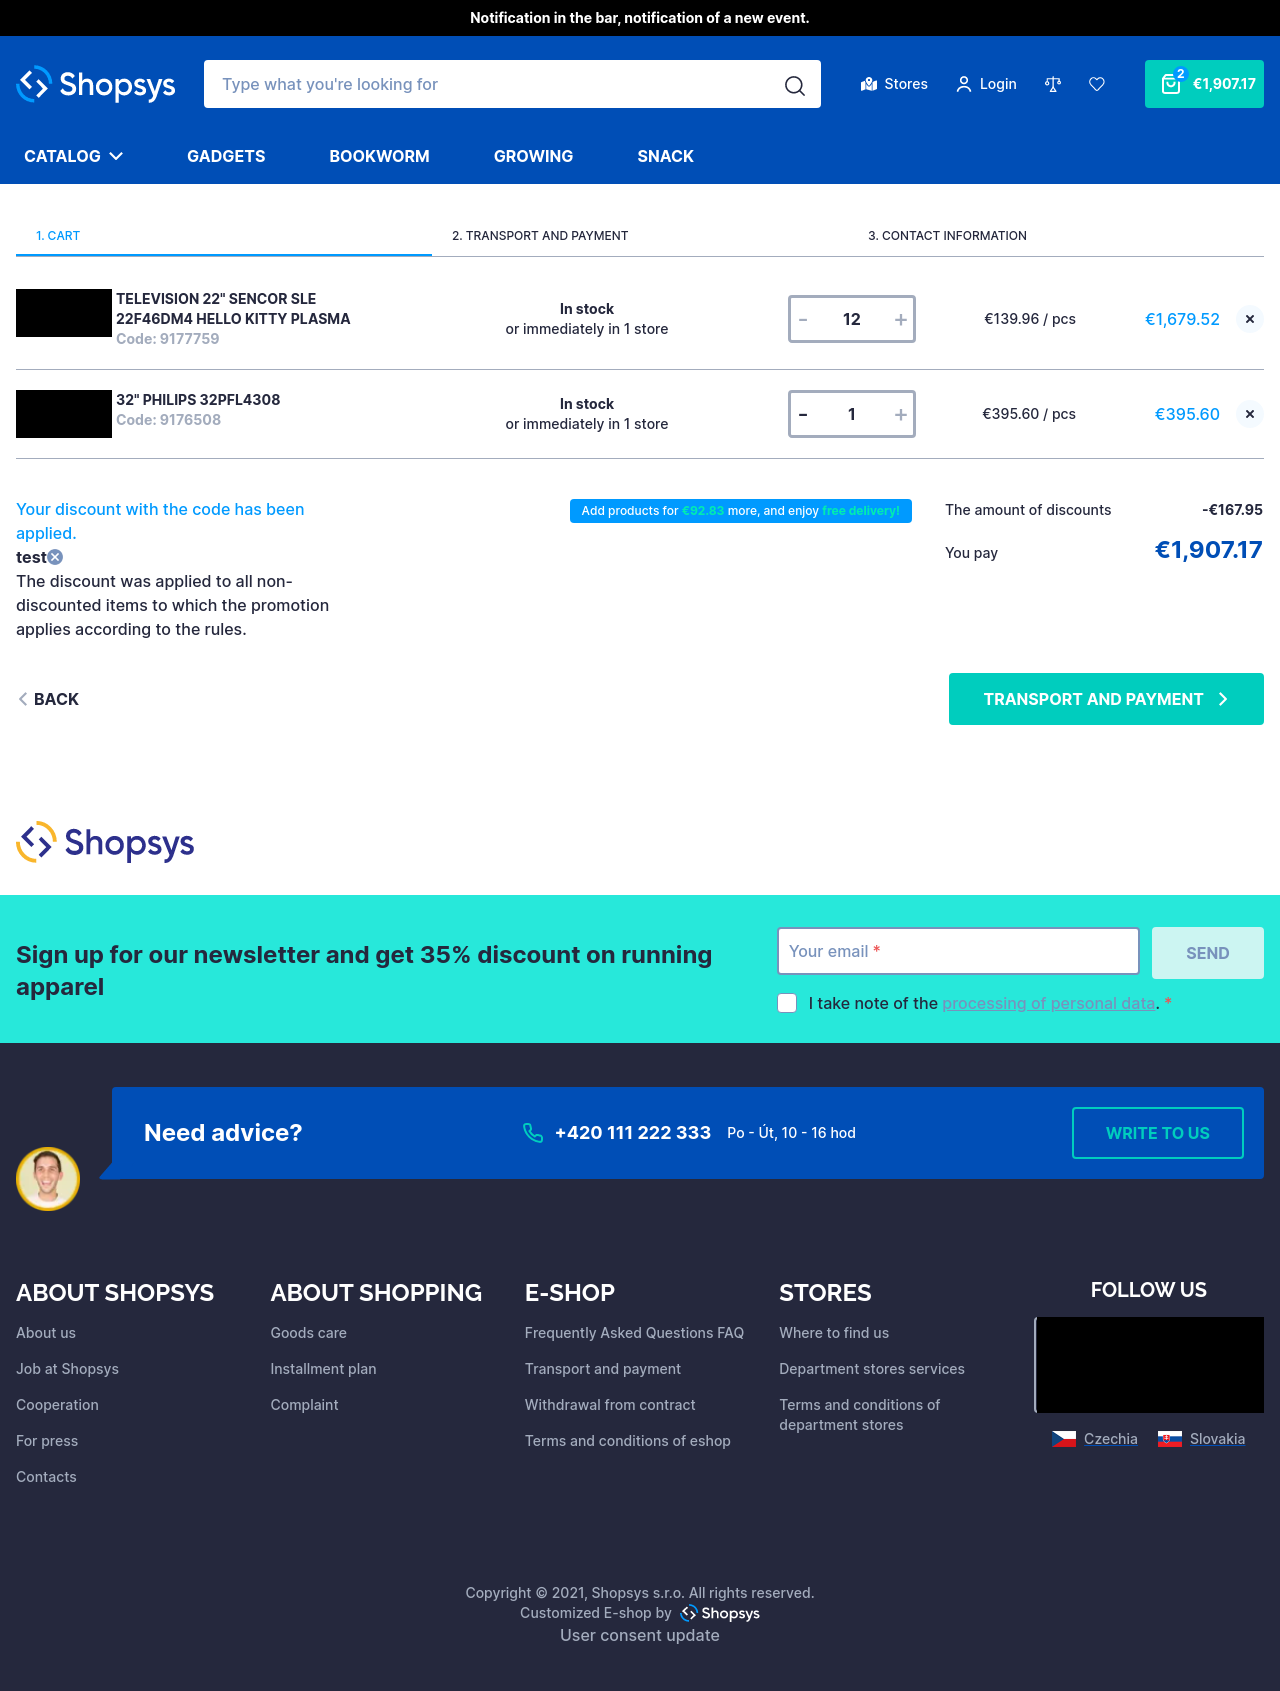 Notification in the bar, notification of a new event.
Shopsys
Type what you're looking for
Stores
Login
2
€1,907.17
CATALOG
GADGETS
BOOKWORM
GROWING
SNACK
1. CART
2. TRANSPORT AND PAYMENT
3. CONTACT INFORMATION
TELEVISION 22" SENCOR SLE
22F46DM4 HELLO KITTY PLASMA
Code: 9177759
In stock
or immediately in 1 store
- 12 +
€139.96 / pcs
€1,679.52
32" PHILIPS 32PFL4308
Code: 9176508
In stock
or immediately in 1 store
- 1 +
€395.60 / pcs
€395.60
Your discount with the code has been
applied.
test
The discount was applied to all non-
discounted items to which the promotion
applies according to the rules.
Add products for €92.83 more, and enjoy free delivery!
The amount of discounts
-€167.95
You pay
€1,907.17
BACK
TRANSPORT AND PAYMENT
Shopsys
Sign up for our newsletter and get 35% discount on running
apparel
Your email *
SEND
I take note of the processing of personal data. *
Need advice?
+420 111 222 333
Po - Út, 10 - 16 hod
WRITE TO US
ABOUT SHOPSYS
About us
Job at Shopsys
Cooperation
For press
Contacts
ABOUT SHOPPING
Goods care
Installment plan
Complaint
E-SHOP
Frequently Asked Questions FAQ
Transport and payment
Withdrawal from contract
Terms and conditions of eshop
STORES
Where to find us
Department stores services
Terms and conditions of
department stores
FOLLOW US
Czechia
Slovakia
Copyright © 2021, Shopsys s.r.o. All rights reserved.
Customized E-shop by Shopsys
User consent update